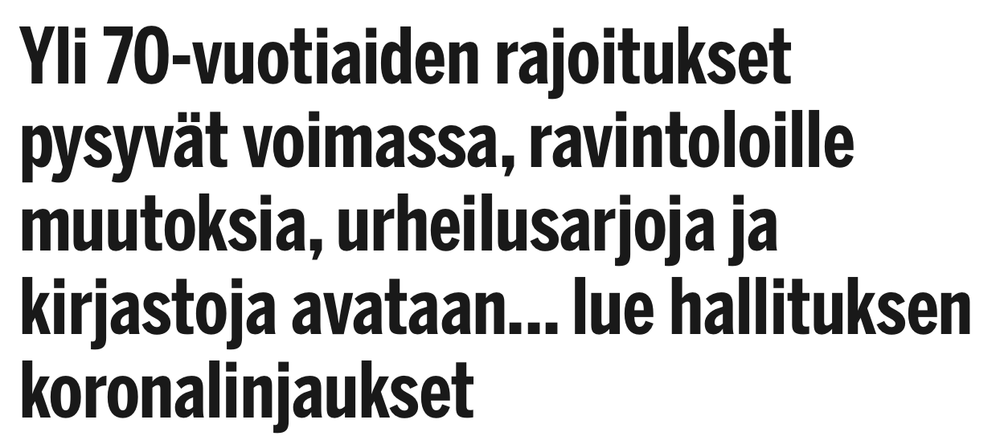 Yli 70-vuotiaiden rajoitukset
pysyvät voimassa, ravintoloille
muutoksia, urheilusarjoja ja
kirjastoja avataan... lue hallituksen
koronalinjaukset